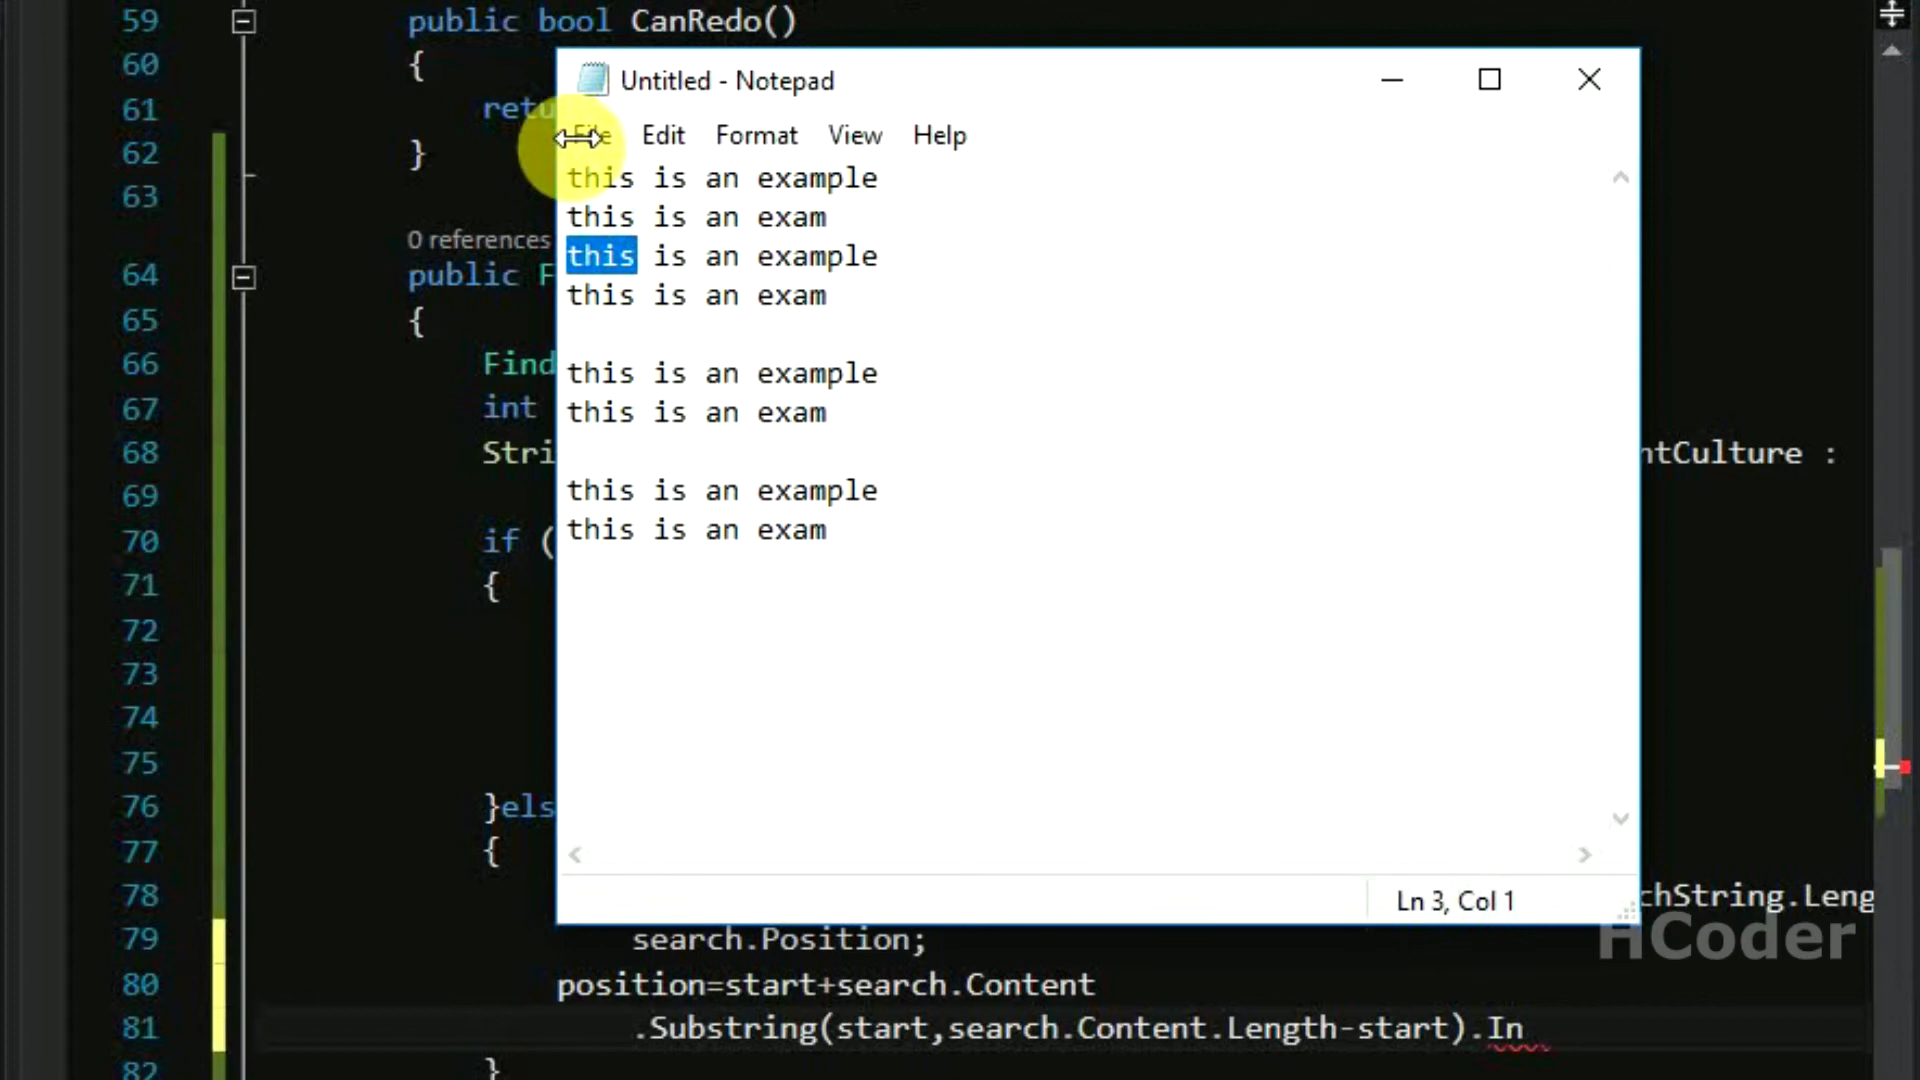 59 public bool CanRedo()
60 {
61 retu
62 }
63
0 references
64 public F
65 {
66 Find
67 int
68 Stri ntCulture :
69
70 if (
71 {
72
73
74
75
76 }els
77 {
78 chString.Leng
79 search.Position;
80 position=start+search.Content
81 .Substring(start,search.Content.Length-start).In
82 }
Untitled - Notepad
File Edit Format View Help
this is an example
this is an exam
this is an example
this is an exam
this is an example
this is an exam
this is an example
this is an exam
Ln 3, Col 1
HCoder